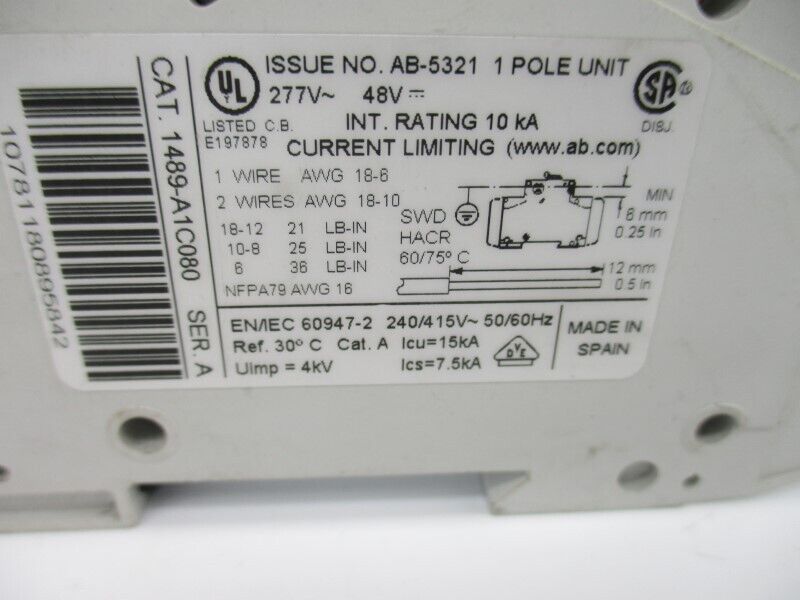 10781180895842
CAT. 1489-A1C080 SER. A
UL
ISSUE NO. AB-5321 1 POLE UNIT
277V~ 48V⎓
LISTED C.B. INT. RATING 10 kA
E197878
CURRENT LIMITING (www.ab.com)
SA
DISJ.
1 WIRE AWG 18-6
2 WIRES AWG 18-10
18-12 21 LB-IN
10-8 25 LB-IN
6 36 LB-IN
NFPA79 AWG 16
SWD
HACR
60/75° C
MIN
6 mm
0.25 in
12 mm
0.5 in
EN/IEC 60947-2 240/415V~ 50/60Hz
Ref. 30° C Cat. A Icu=15kA
Uimp = 4kV Ics=7.5kA
DVE
MADE IN
SPAIN